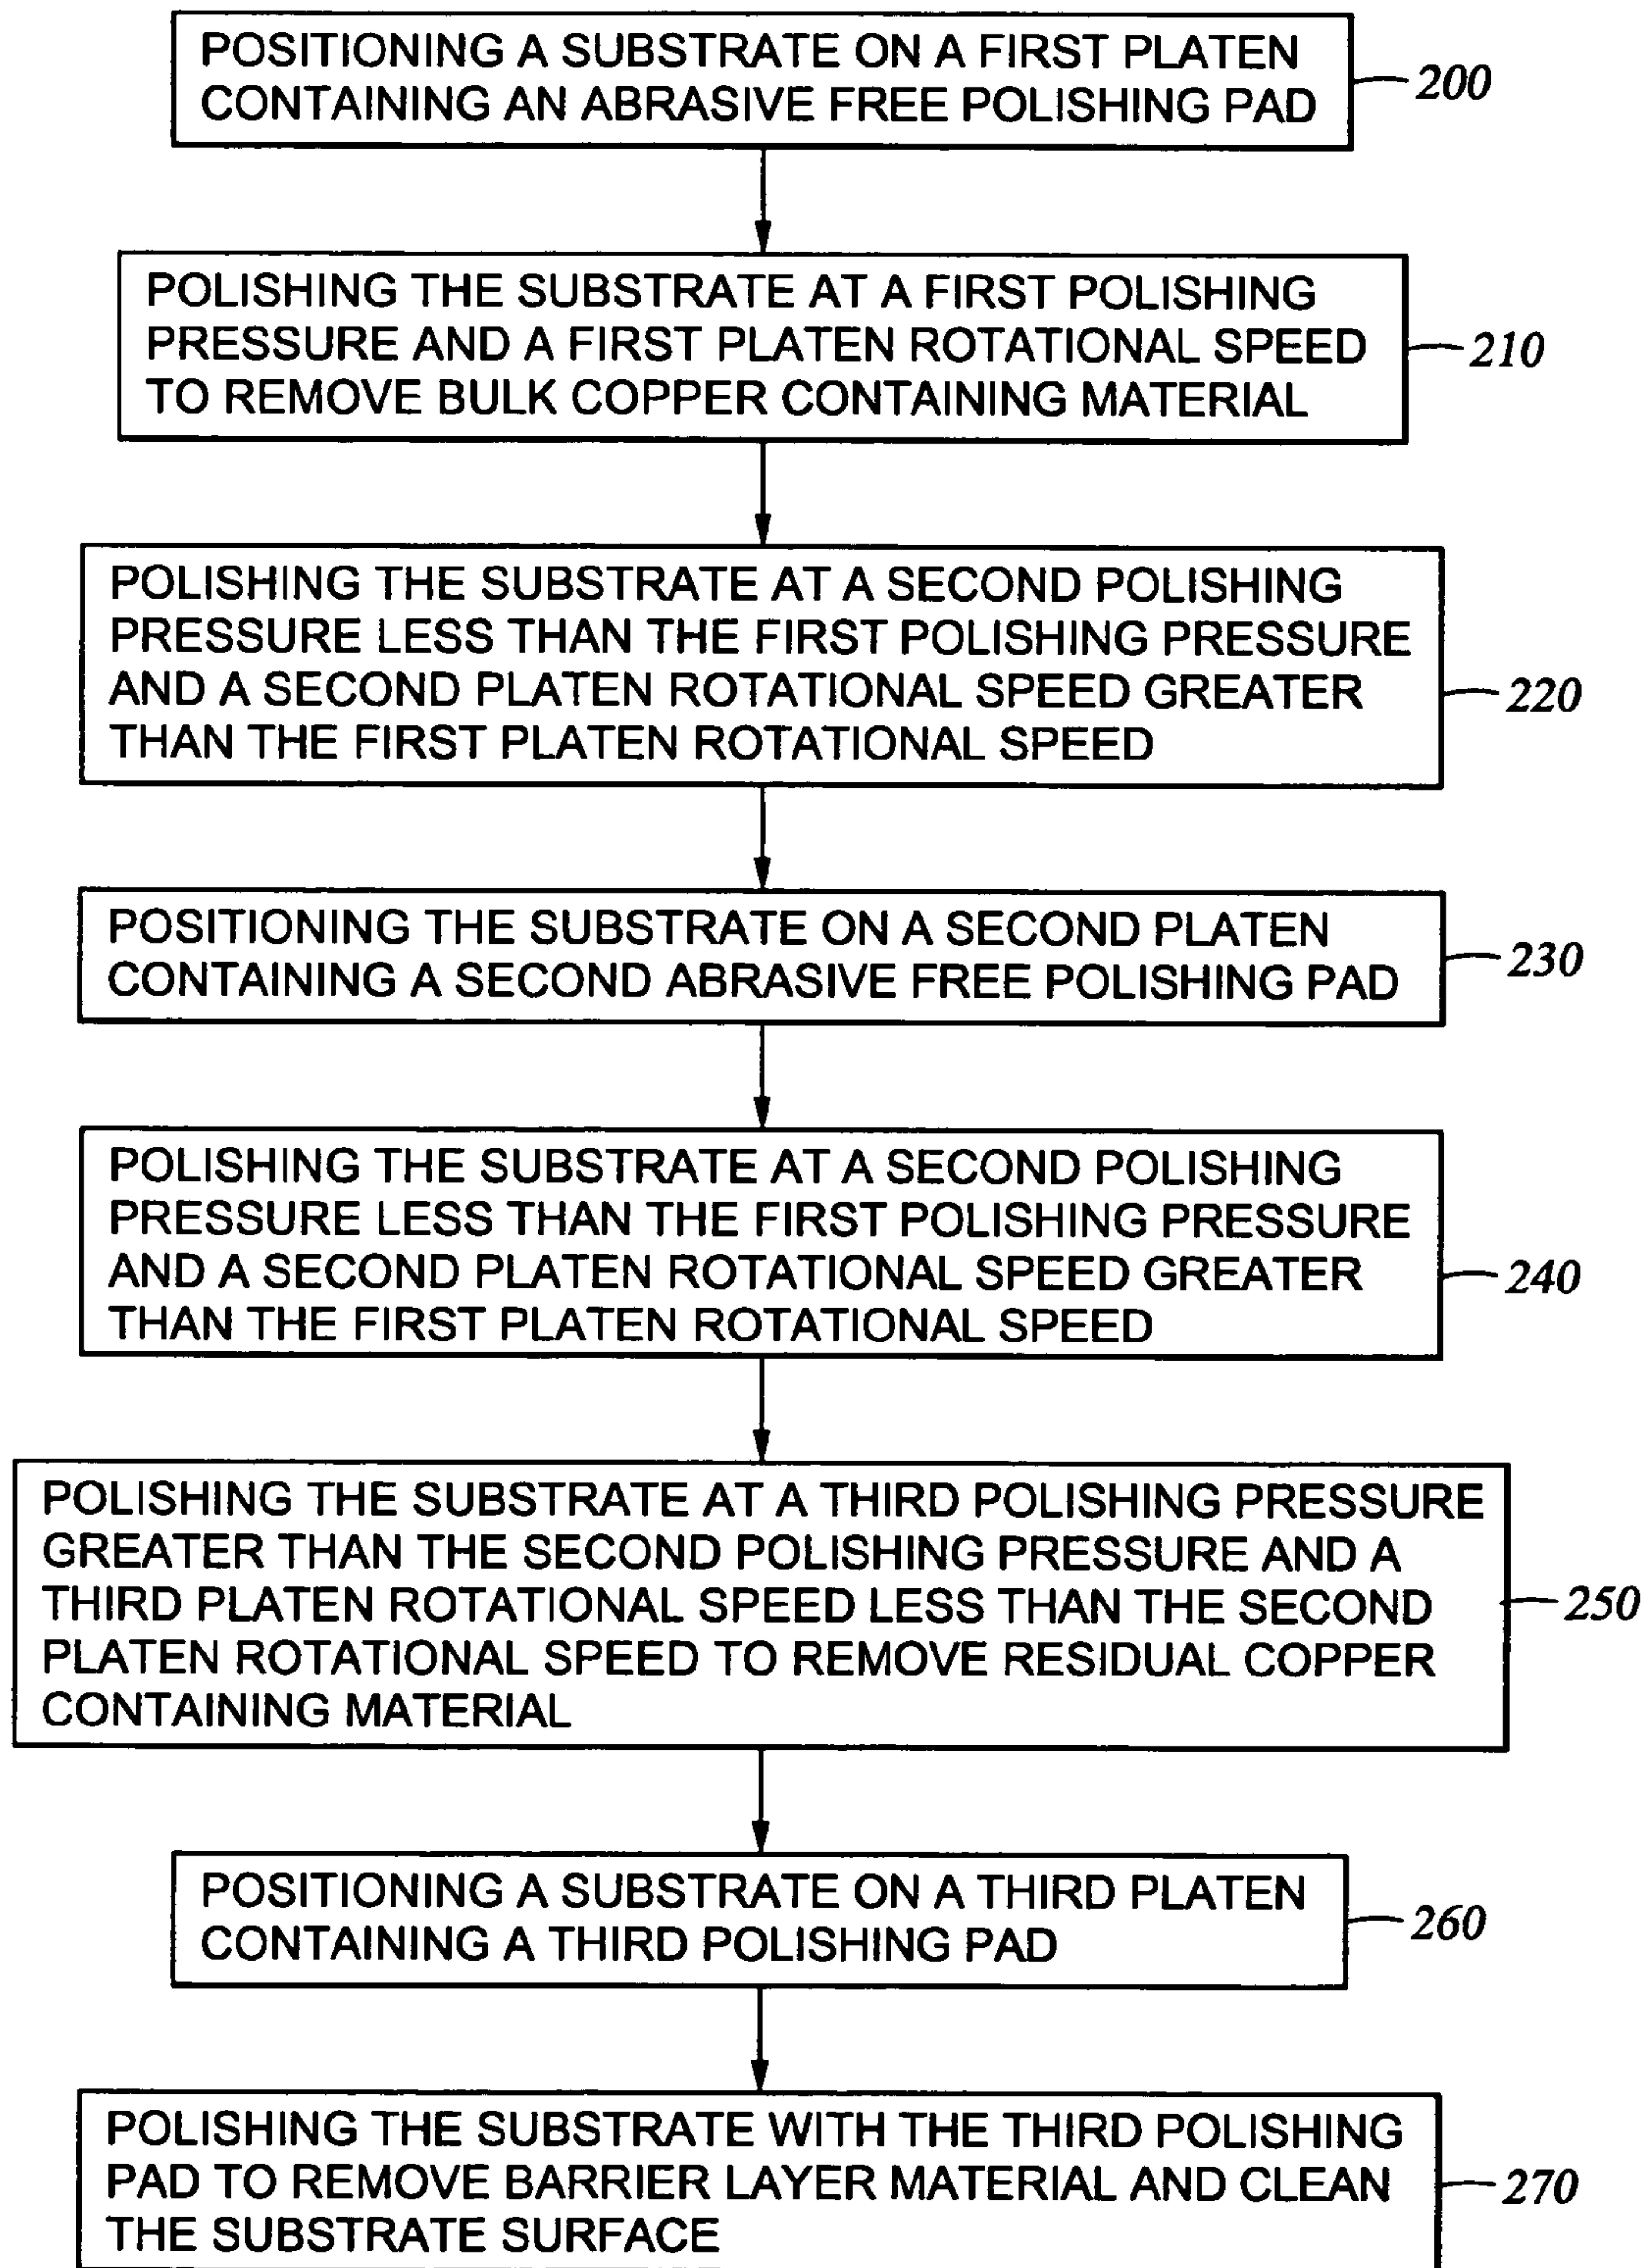 POSITIONING A SUBSTRATE ON A FIRST PLATEN
CONTAINING AN ABRASIVE FREE POLISHING PAD
200
POLISHING THE SUBSTRATE AT A FIRST POLISHING
PRESSURE AND A FIRST PLATEN ROTATIONAL SPEED
TO REMOVE BULK COPPER CONTAINING MATERIAL
210
POLISHING THE SUBSTRATE AT A SECOND POLISHING
PRESSURE LESS THAN THE FIRST POLISHING PRESSURE
AND A SECOND PLATEN ROTATIONAL SPEED GREATER
THAN THE FIRST PLATEN ROTATIONAL SPEED
220
POSITIONING THE SUBSTRATE ON A SECOND PLATEN
CONTAINING A SECOND ABRASIVE FREE POLISHING PAD
230
POLISHING THE SUBSTRATE AT A SECOND POLISHING
PRESSURE LESS THAN THE FIRST POLISHING PRESSURE
AND A SECOND PLATEN ROTATIONAL SPEED GREATER
THAN THE FIRST PLATEN ROTATIONAL SPEED
240
POLISHING THE SUBSTRATE AT A THIRD POLISHING PRESSURE
GREATER THAN THE SECOND POLISHING PRESSURE AND A
THIRD PLATEN ROTATIONAL SPEED LESS THAN THE SECOND
PLATEN ROTATIONAL SPEED TO REMOVE RESIDUAL COPPER
CONTAINING MATERIAL
250
POSITIONING A SUBSTRATE ON A THIRD PLATEN
CONTAINING A THIRD POLISHING PAD
260
POLISHING THE SUBSTRATE WITH THE THIRD POLISHING
PAD TO REMOVE BARRIER LAYER MATERIAL AND CLEAN
THE SUBSTRATE SURFACE
270